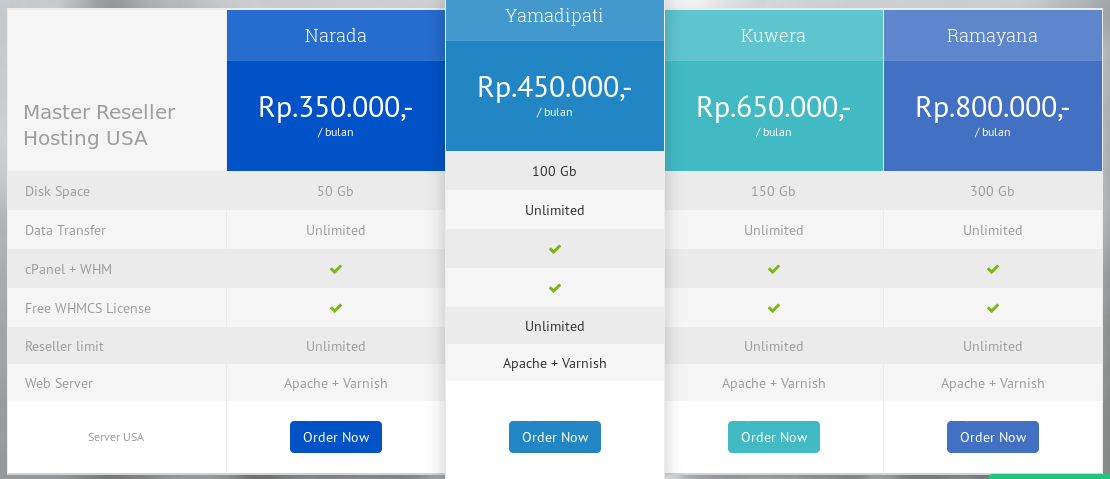 Narada
Yamadipati
Kuwera
Ramayana
Master Reseller
Hosting USA
Rp.350.000,-
/ bulan
Rp.450.000,-
/ bulan
Rp.650.000,-
/ bulan
Rp.800.000,-
/ bulan
Disk Space
50 Gb
100 Gb
150 Gb
300 Gb
Data Transfer
Unlimited
Unlimited
Unlimited
Unlimited
cPanel + WHM
Free WHMCS License
Reseller limit
Unlimited
Unlimited
Unlimited
Unlimited
Web Server
Apache + Varnish
Apache + Varnish
Apache + Varnish
Apache + Varnish
Server USA
Order Now
Order Now
Order Now
Order Now